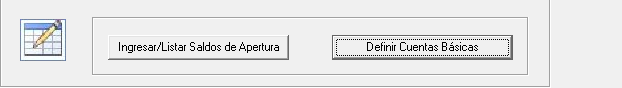 Ingresar/Listar Saldos de Apertura
Definir Cuentas Básicas